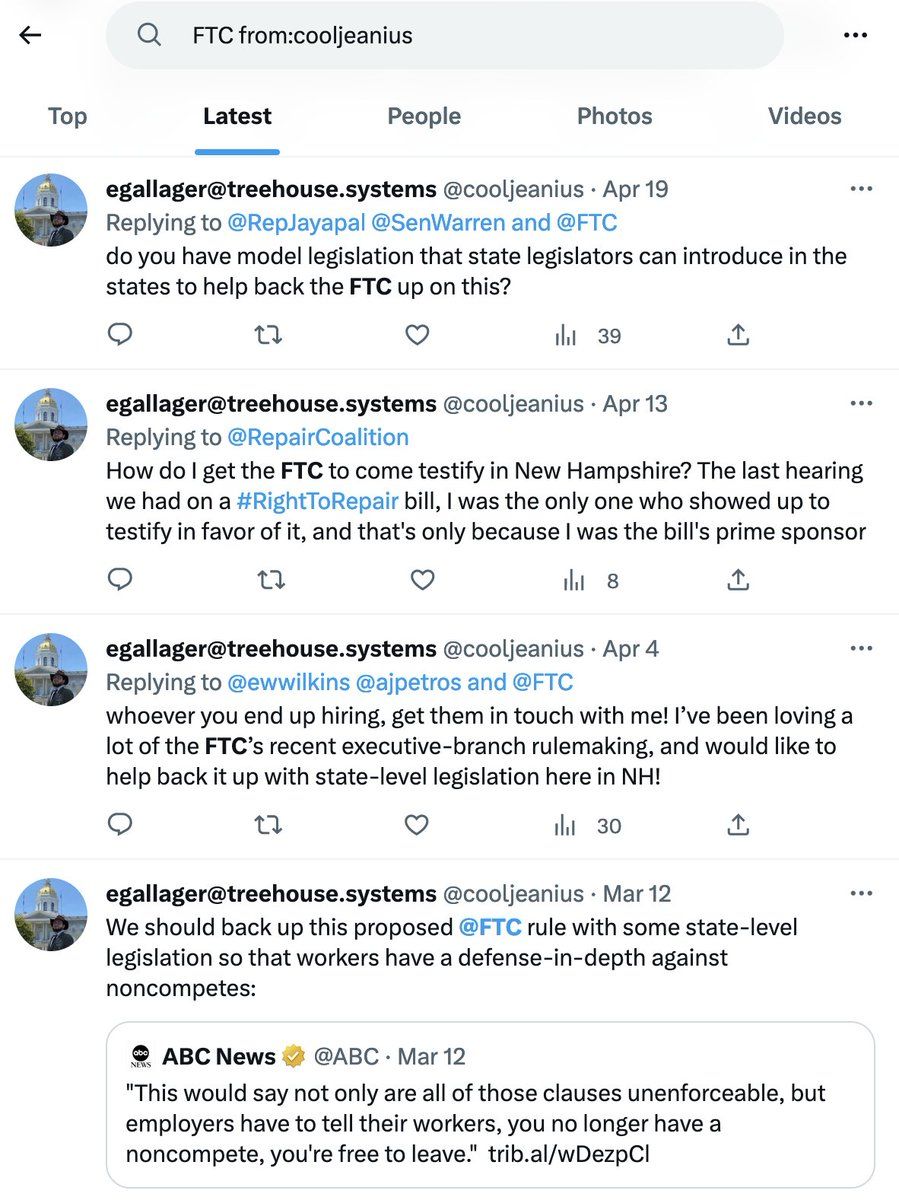 FTC from:cooljeanius
Top Latest People Photos Videos
egallager@treehouse.systems @cooljeanius · Apr 19
Replying to @RepJayapal @SenWarren and @FTC
do you have model legislation that state legislators can introduce in the
states to help back the FTC up on this?
39
egallager@treehouse.systems @cooljeanius · Apr 13
Replying to @RepairCoalition
How do I get the FTC to come testify in New Hampshire? The last hearing
we had on a #RightToRepair bill, I was the only one who showed up to
testify in favor of it, and that's only because I was the bill's prime sponsor
8
egallager@treehouse.systems @cooljeanius · Apr 4
Replying to @ewwilkins @ajpetros and @FTC
whoever you end up hiring, get them in touch with me! I’ve been loving a
lot of the FTC’s recent executive-branch rulemaking, and would like to
help back it up with state-level legislation here in NH!
30
egallager@treehouse.systems @cooljeanius · Mar 12
We should back up this proposed @FTC rule with some state-level
legislation so that workers have a defense-in-depth against
noncompetes:
abc NEWS ABC News @ABC · Mar 12
"This would say not only are all of those clauses unenforceable, but
employers have to tell their workers, you no longer have a
noncompete, you're free to leave." trib.al/wDezpCl